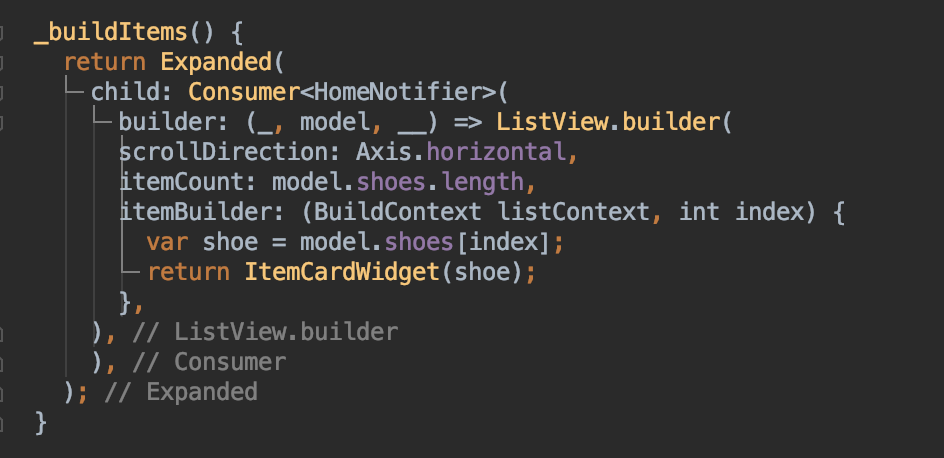 _buildItems() {
return Expanded(
child: Consumer<HomeNotifier>(
builder: (_, model, __) => ListView.builder(
scrollDirection: Axis.horizontal,
itemCount: model.shoes.length,
itemBuilder: (BuildContext listContext, int index) {
var shoe = model.shoes[index];
return ItemCardWidget(shoe);
},
), // ListView.builder
), // Consumer
); // Expanded
}